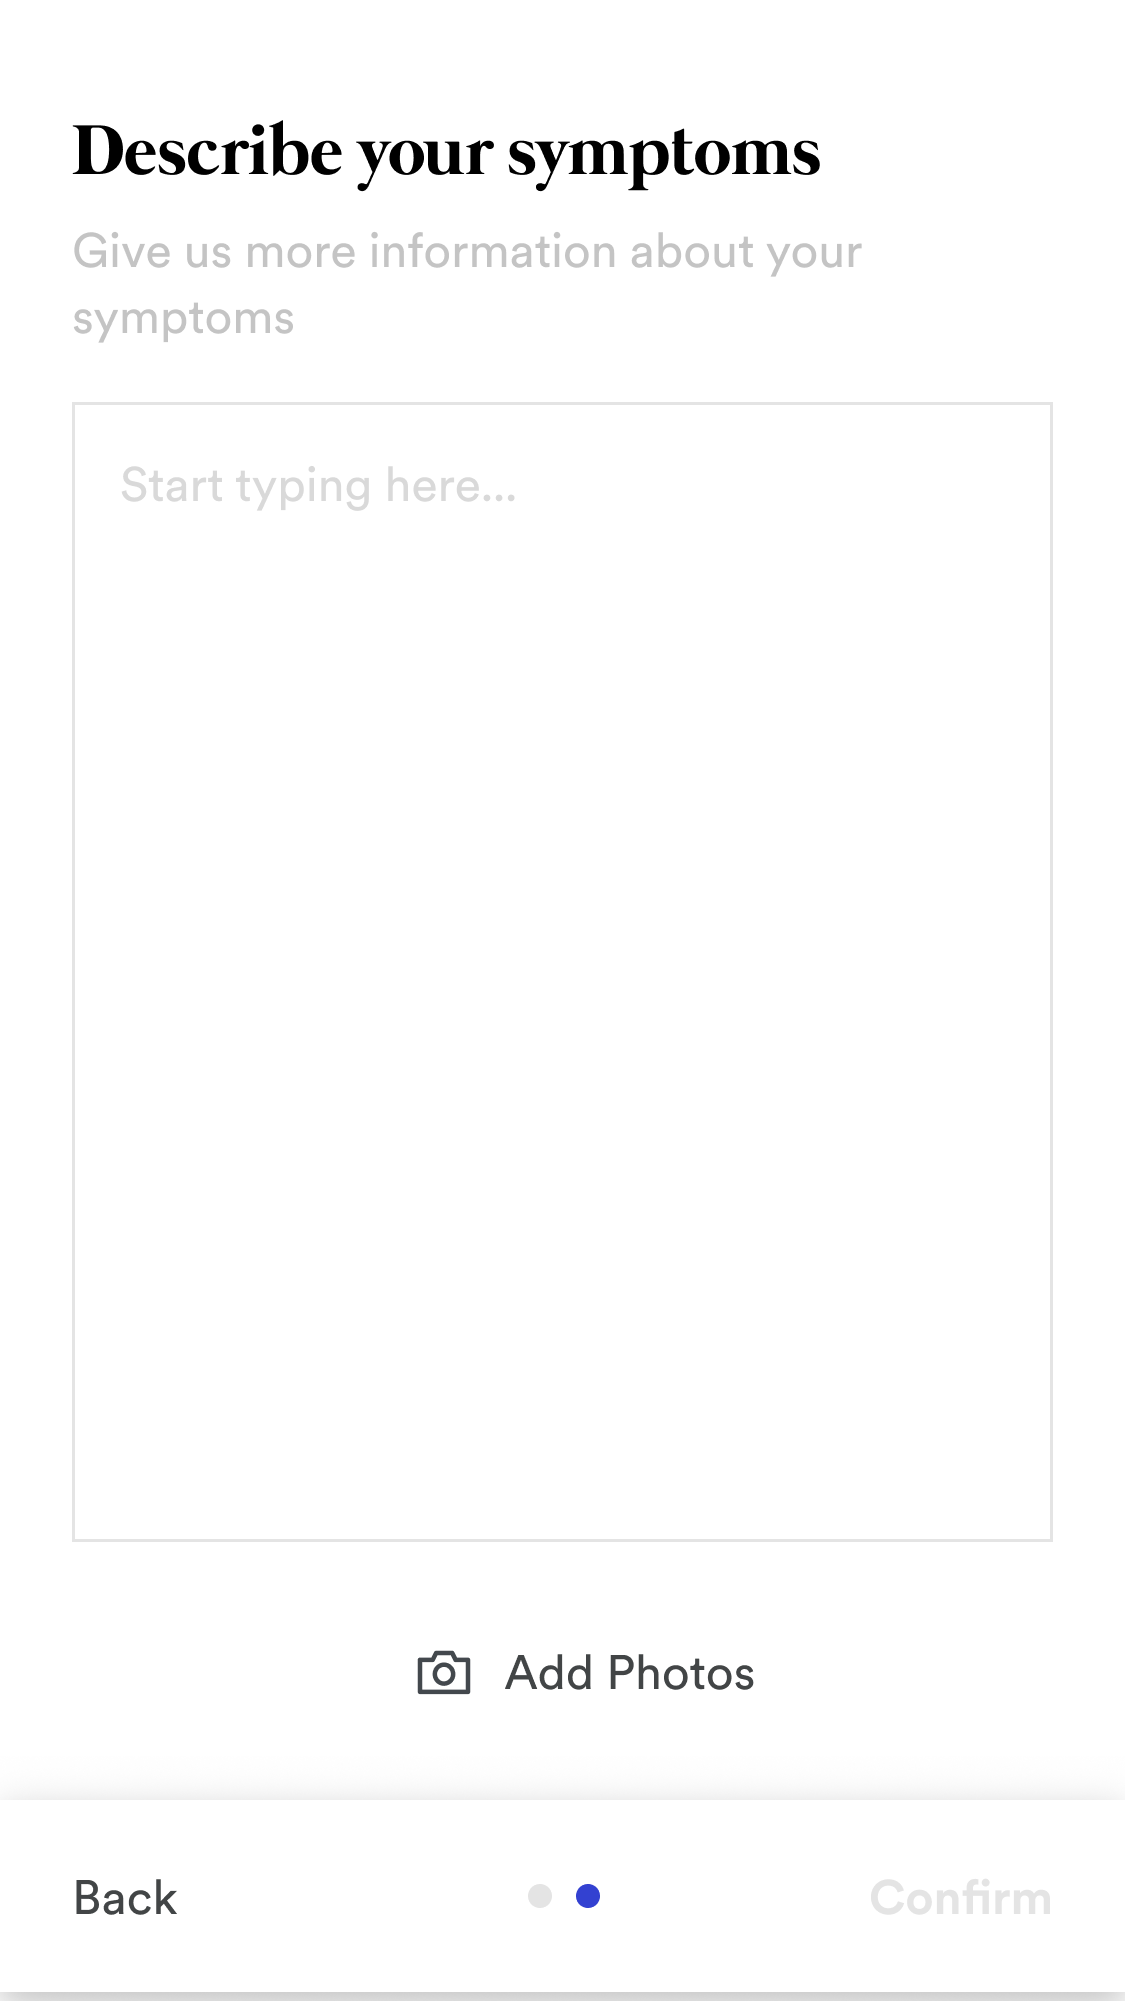 Describe your symptoms
Give us more information about your
symptoms
Start typing here...
Add Photos
Back
Confirm